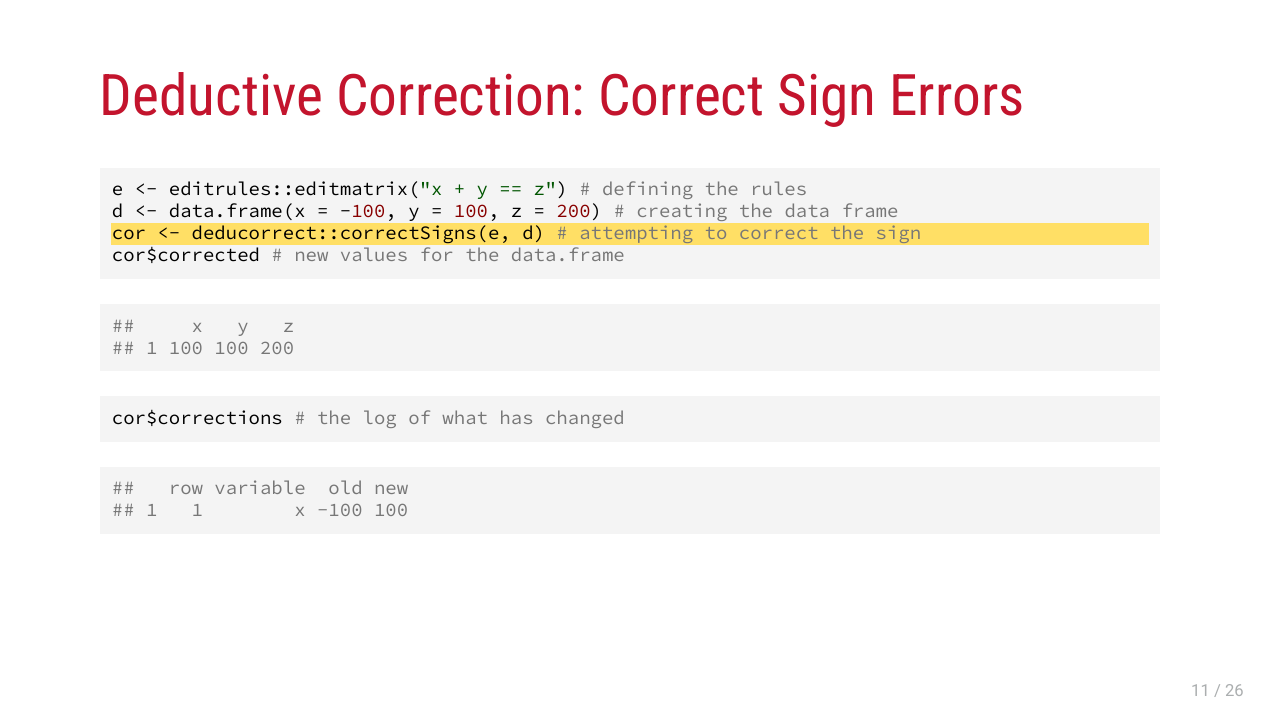 Deductive Correction: Correct Sign Errors
e <- editrules::editmatrix("x + y == z") # defining the rules
d <- data.frame(x = -100, y = 100, z = 200) # creating the data frame
cor <- deducorrect::correctSigns(e, d) # attempting to correct the sign
cor$corrected # new values for the data.frame
##     x   y   z
## 1 100 100 200
cor$corrections # the log of what has changed
##   row variable  old new
## 1   1        x -100 100
11 / 26